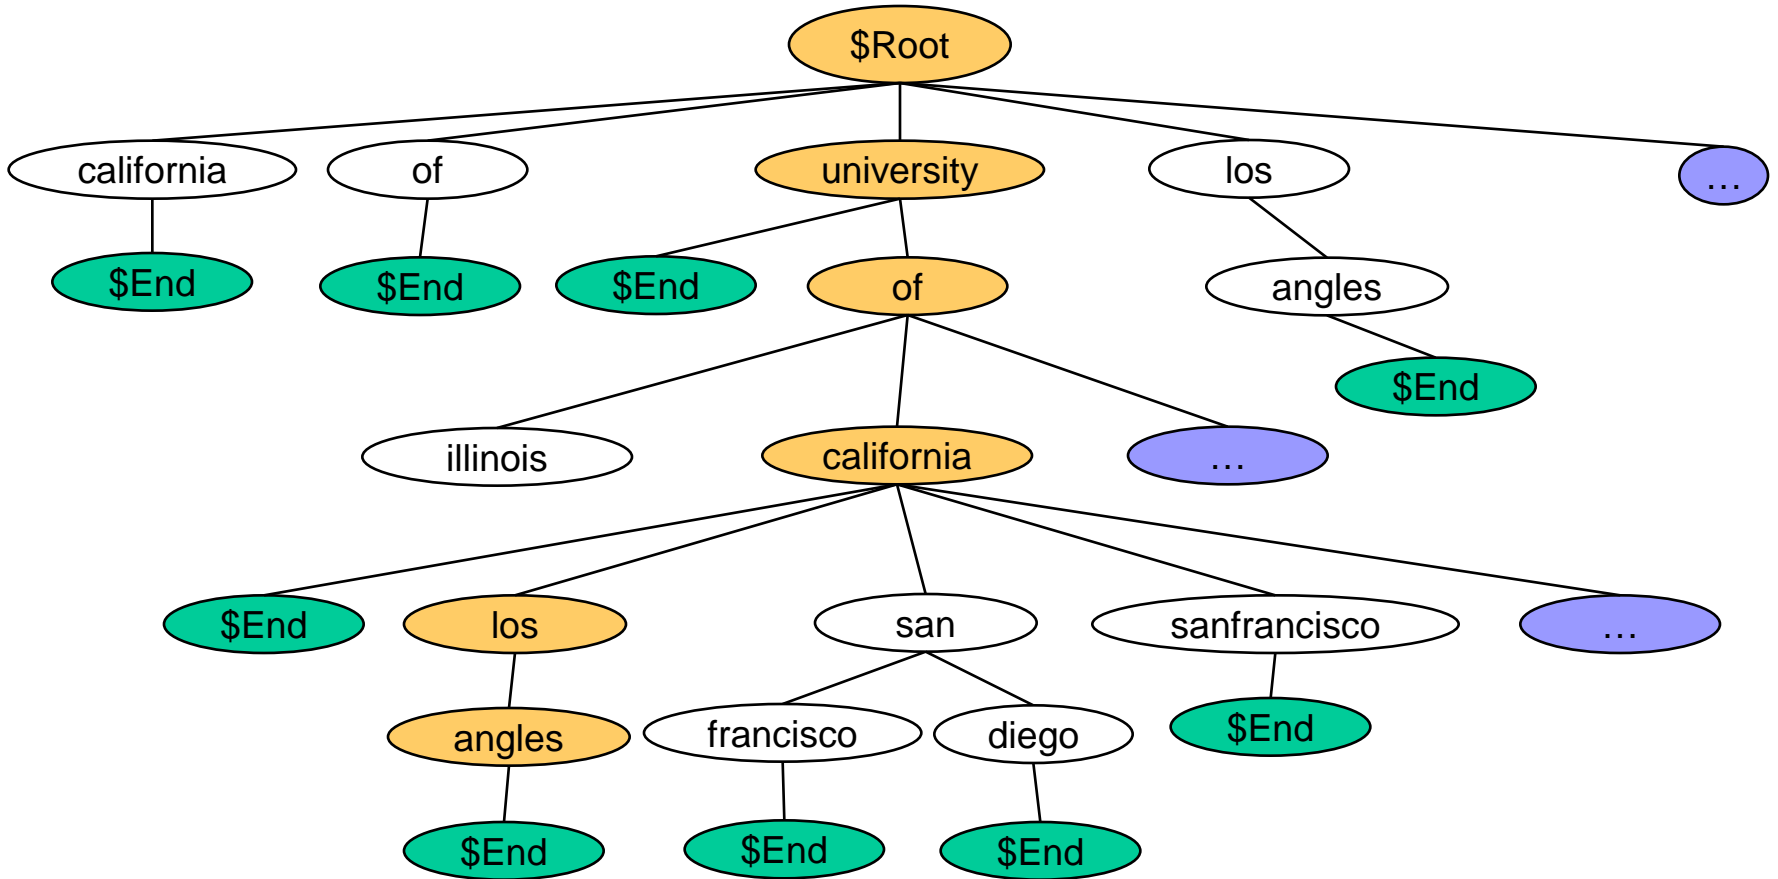 $Root
california
of
university
los
…
$End
$End
$End
of
angles
$End
illinois
california
…
$End
los
san
sanfrancisco
…
angles
francisco
diego
$End
$End
$End
$End